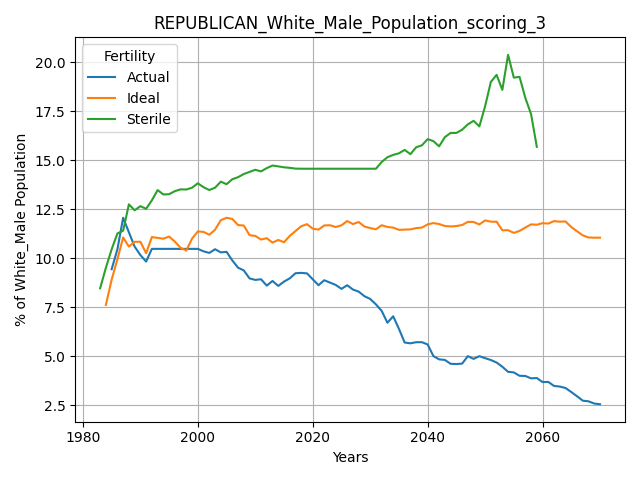 REPUBLICAN_White_Male_Population_scoring_3
Fertility
Actual
Ideal
Sterile
% of White_Male Population
20.0
17.5
15.0
12.5
10.0
7.5
5.0
2.5
1980
2000
2020
2040
2060
Years